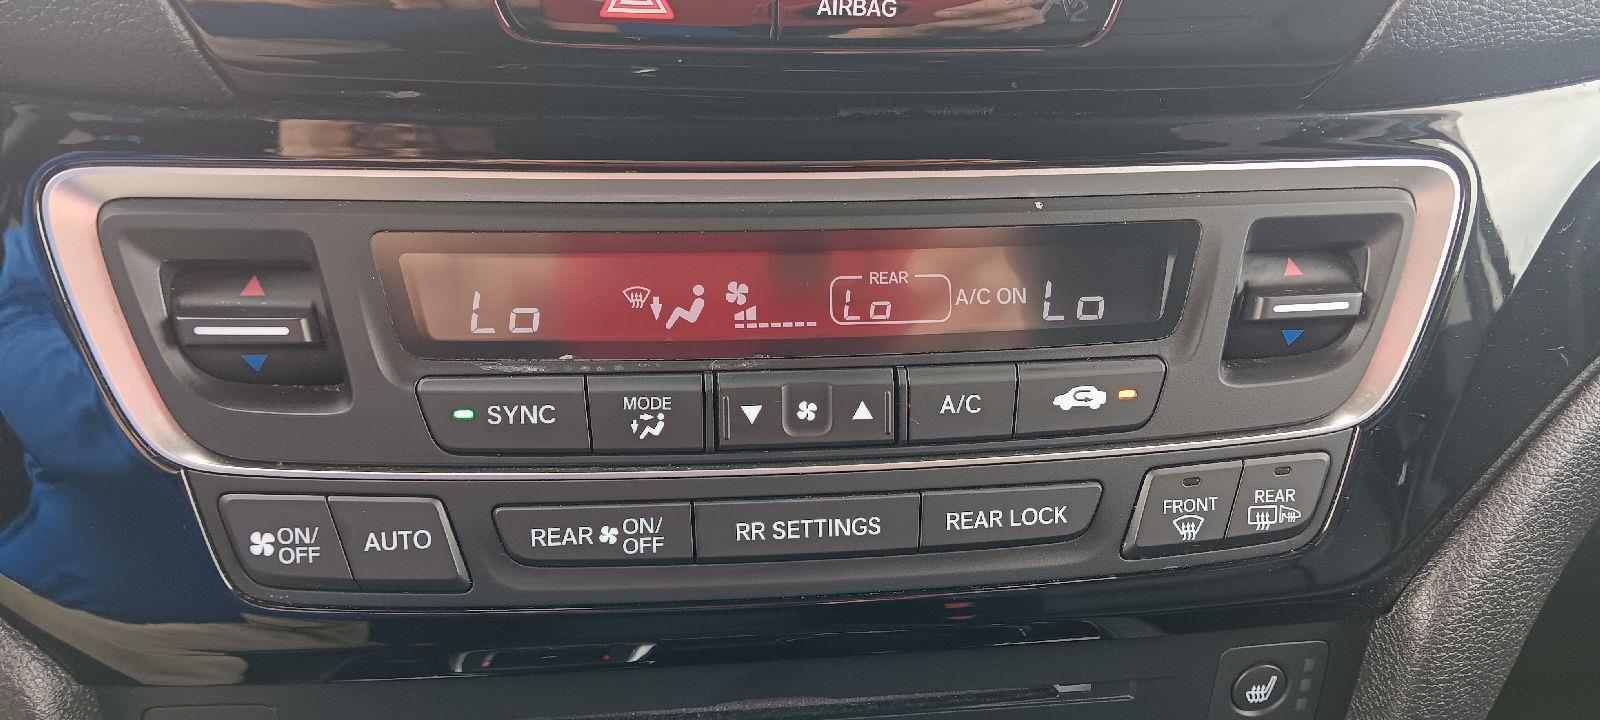 AIRBAG
Lo REAR Lo A/C ON Lo
SYNC MODE A/C
ON/OFF AUTO REAR ON/OFF RR SETTINGS REAR LOCK FRONT REAR